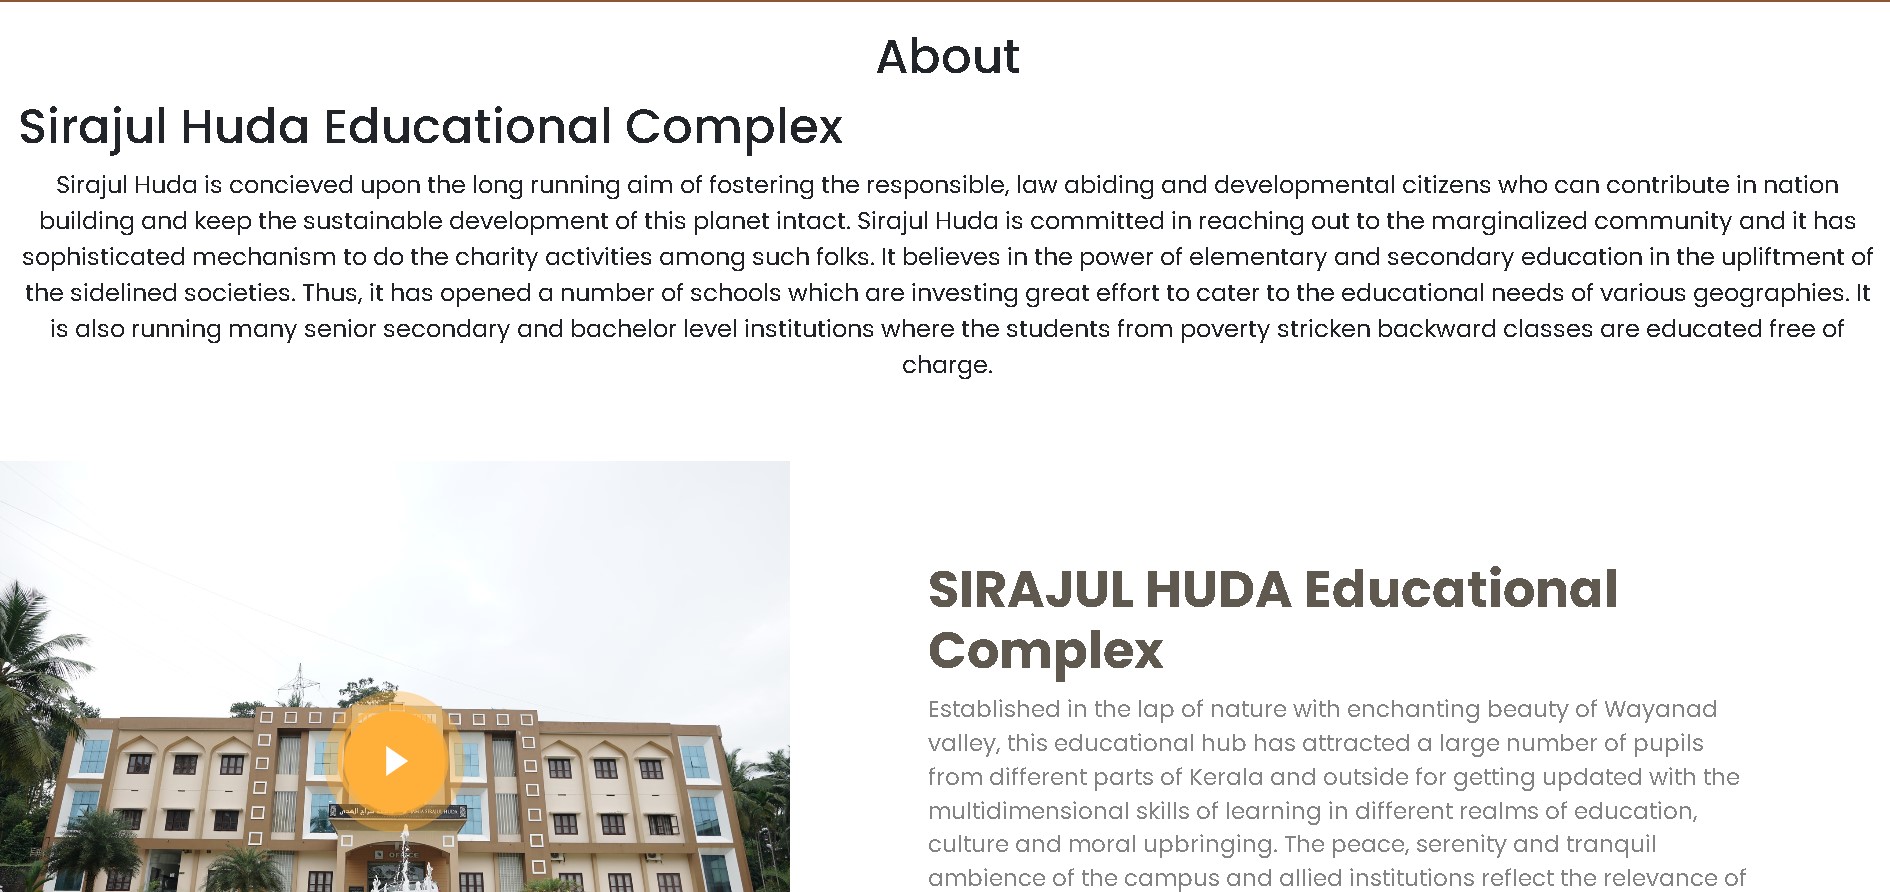 About
Sirajul Huda Educational Complex
Sirajul Huda is concieved upon the long running aim of fostering the responsible, law abiding and developmental citizens who can contribute in nation
building and keep the sustainable development of this planet intact. Sirajul Huda is committed in reaching out to the marginalized community and it has
sophisticated mechanism to do the charity activities among such folks. It believes in the power of elementary and secondary education in the upliftment of
the sidelined societies. Thus, it has opened a number of schools which are investing great effort to cater to the educational needs of various geographies. It
is also running many senior secondary and bachelor level institutions where the students from poverty stricken backward classes are educated free of
charge.
SIRAJUL HUDA Educational
Complex
Established in the lap of nature with enchanting beauty of Wayanad
valley, this educational hub has attracted a large number of pupils
from different parts of Kerala and outside for getting updated with the
multidimensional skills of learning in different realms of education,
culture and moral upbringing. The peace, serenity and tranquil
ambience of the campus and allied institutions reflect the relevance of
OFFICE